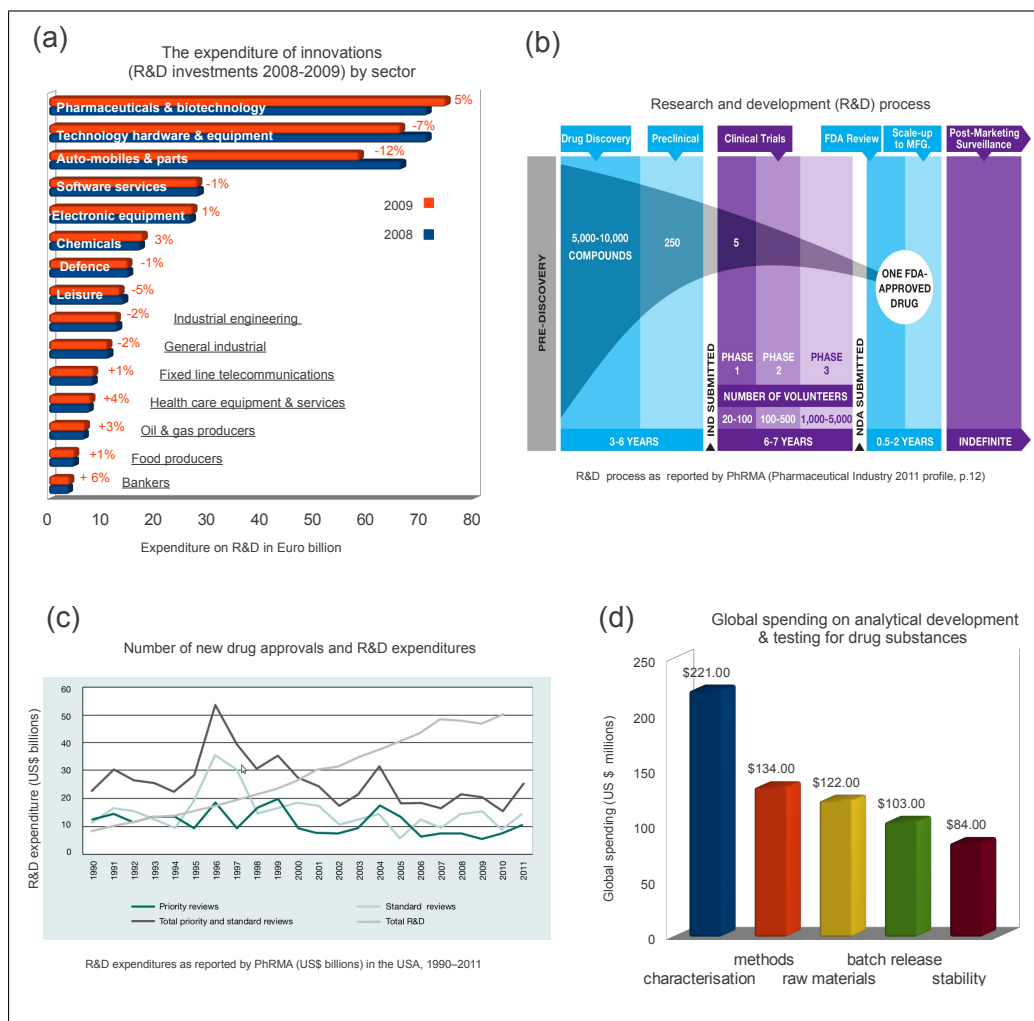 (a)
The expenditure of innovations
(R&D investments 2008-2009) by sector
Pharmaceuticals & biotechnology 5%
Technology hardware & equipment -7%
Auto-mobiles & parts -12%
Software services -1%
Electronic equipment 1%
Chemicals 3%
Defence -1%
Leisure -5%
-2% Industrial engineering
-2% General industrial
+1% Fixed line telecommunications
+4% Health care equipment & services
+3% Oil & gas producers
+1% Food producers
+ 6% Bankers
2009
2008
0 10 20 30 40 50 60 70 80
Expenditure on R&D in Euro billion
(b)
Research and development (R&D) process
Drug Discovery Preclinical Clinical Trials FDA Review Scale-up to MFG. Post-Marketing Surveillance
PRE-DISCOVERY
5,000-10,000
COMPOUNDS
250
5
ONE FDA-
APPROVED
DRUG
IND SUBMITTED
NDA SUBMITTED
PHASE 1
PHASE 2
PHASE 3
NUMBER OF VOLUNTEERS
20-100 100-500 1,000-5,000
3-6 YEARS 6-7 YEARS 0.5-2 YEARS INDEFINITE
R&D process as reported by PhRMA (Pharmaceutical Industry 2011 profile, p.12)
(c)
Number of new drug approvals and R&D expenditures
R&D expenditure (US$ billions)
60
50
40
30
20
10
0
1990 1991 1992 1993 1994 1995 1996 1997 1998 1999 2000 2001 2002 2003 2004 2005 2006 2007 2008 2009 2010 2011
Priority reviews Standard reviews
Total priority and standard reviews Total R&D
R&D expenditures as reported by PhRMA (US$ billions) in the USA, 1990–2011
(d)
Global spending on analytical development
& testing for drug substances
Global spending (US $ millions)
250
200
150
100
50
0
$221.00
$134.00
$122.00
$103.00
$84.00
methods batch release
characterisation raw materials stability